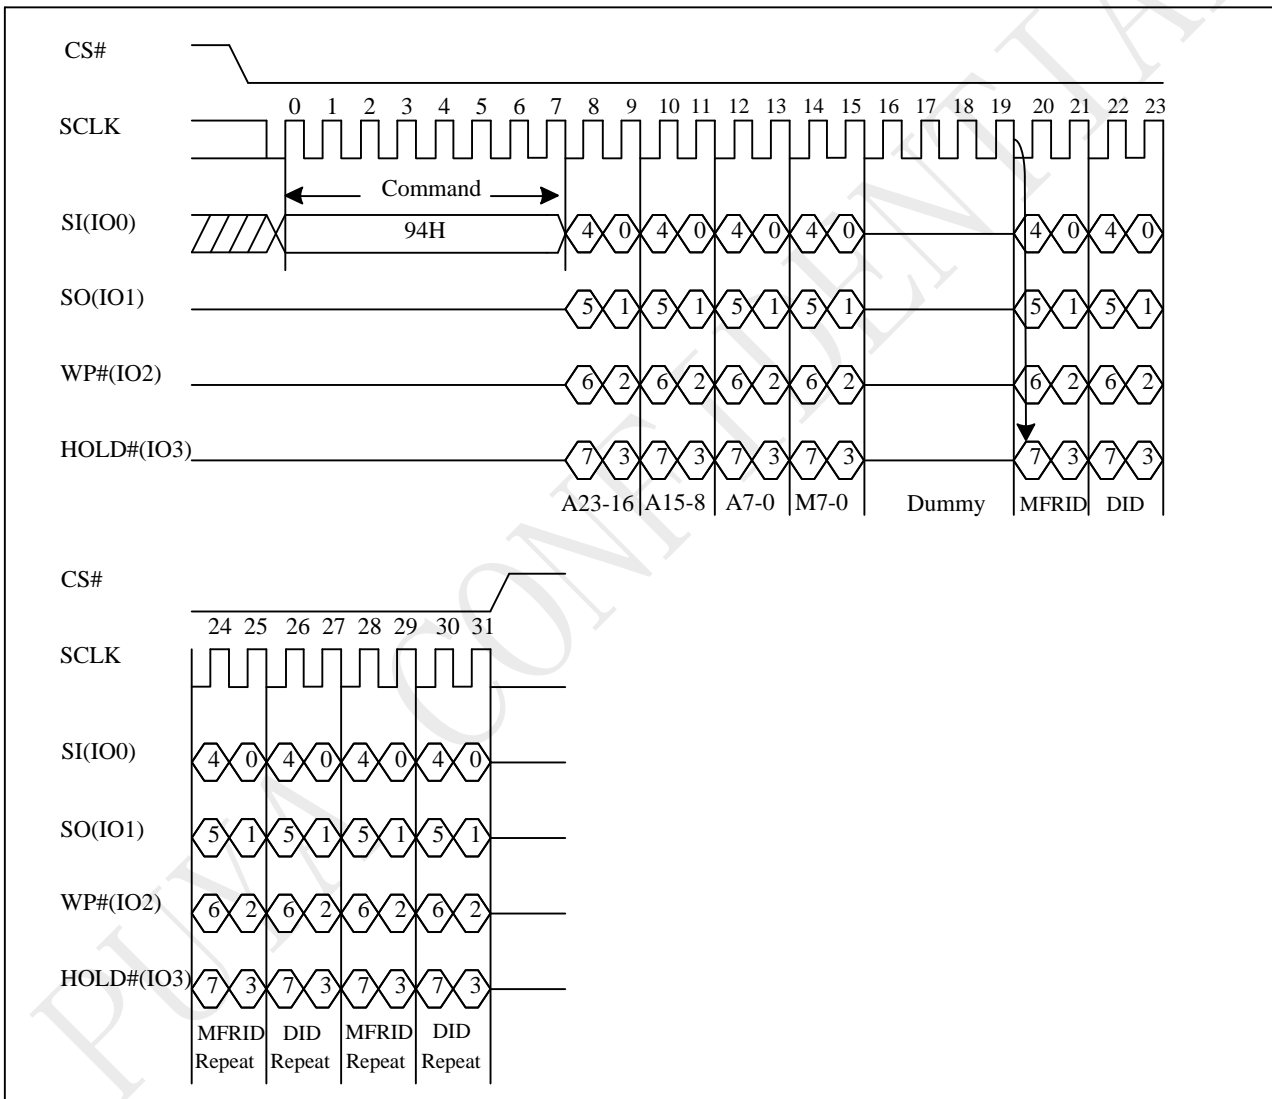 CS#
0 1 2 3 4 5 6 7 8 9 10 11 12 13 14 15 16 17 18 19 20 21 22 23
SCLK
Command
SI(IO0) 94H 4 0 4 0 4 0 4 0 4 0 4 0
SO(IO1) 5 1 5 1 5 1 5 1 5 1 5 1
WP#(IO2) 6 2 6 2 6 2 6 2 6 2 6 2
HOLD#(IO3) 7 3 7 3 7 3 7 3 7 3 7 3
A23-16 A15-8 A7-0 M7-0 Dummy MFRID DID
CS#
24 25 26 27 28 29 30 31
SCLK
SI(IO0) 4 0 4 0 4 0 4 0
SO(IO1) 5 1 5 1 5 1 5 1
WP#(IO2) 6 2 6 2 6 2 6 2
HOLD#(IO3) 7 3 7 3 7 3 7 3
MFRID DID MFRID DID
Repeat Repeat Repeat Repeat
PUYA CONFIDENTIAL